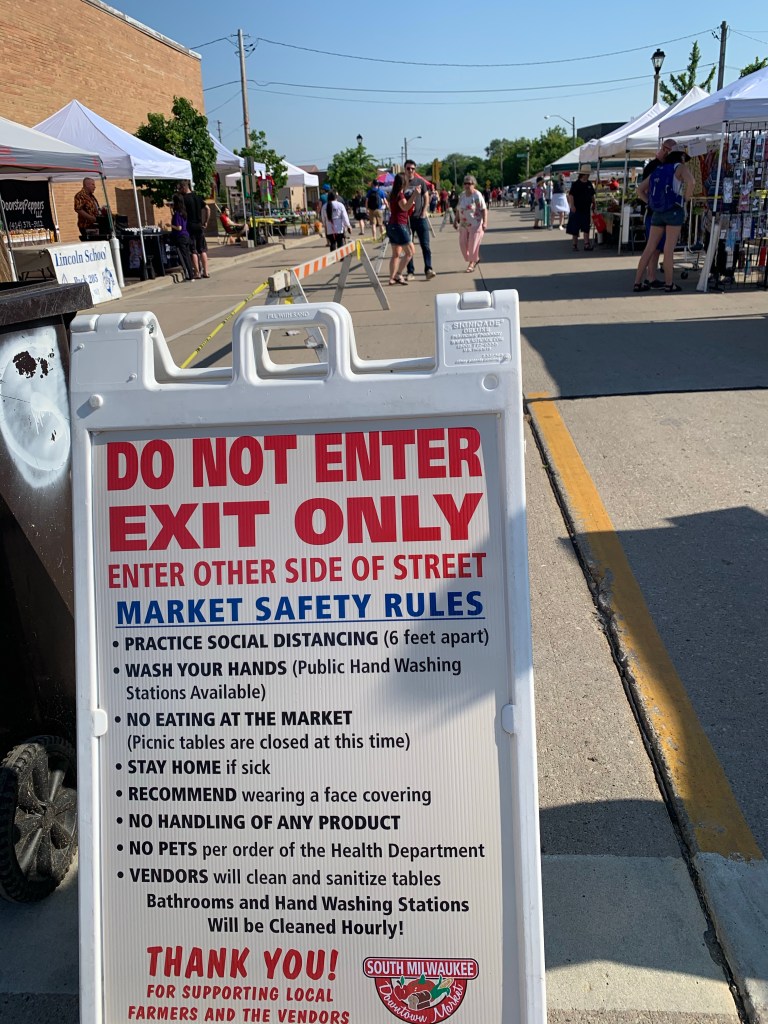 DoorstepPeppers
LLC
Lincoln School
SIGNICADE®
DO NOT ENTER
EXIT ONLY
ENTER OTHER SIDE OF STREET
MARKET SAFETY RULES
• PRACTICE SOCIAL DISTANCING (6 feet apart)
• WASH YOUR HANDS (Public Hand Washing
Stations Available)
• NO EATING AT THE MARKET
(Picnic tables are closed at this time)
• STAY HOME if sick
• RECOMMEND wearing a face covering
• NO HANDLING OF ANY PRODUCT
• NO PETS per order of the Health Department
• VENDORS will clean and sanitize tables
Bathrooms and Hand Washing Stations
Will be Cleaned Hourly!
THANK YOU!
FOR SUPPORTING LOCAL
FARMERS AND THE VENDORS
SOUTH MILWAUKEE
Downtown Market